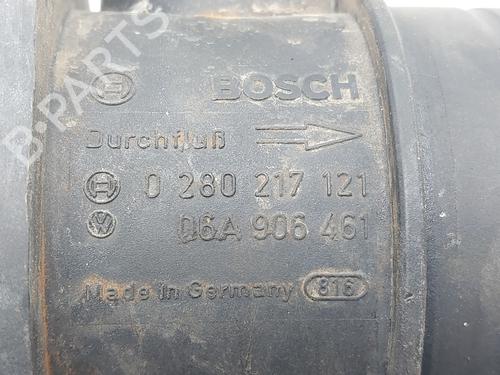 B-PARTS
BOSCH
Durchfluß
0 280 217 121
06A 906 461
Made in Germany 816